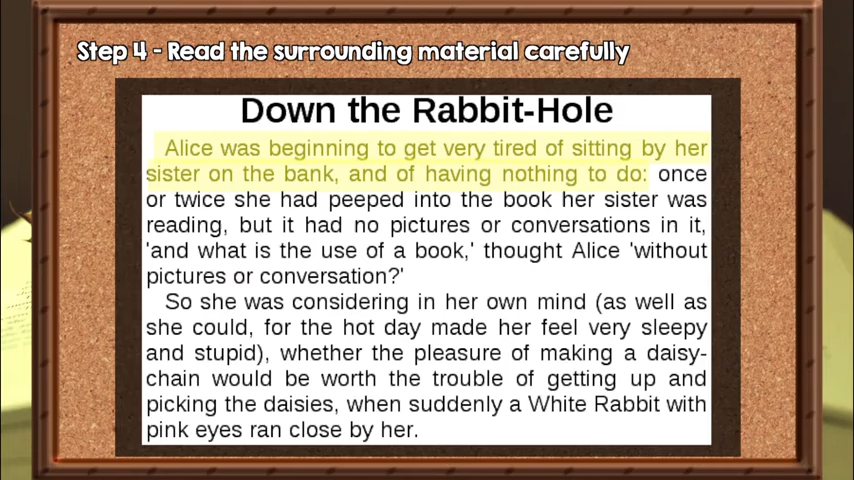 Step 4 - Read the surrounding material carefully
Down the Rabbit-Hole
Alice was beginning to get very tired of sitting by her
sister on the bank, and of having nothing to do: once
or twice she had peeped into the book her sister was
reading, but it had no pictures or conversations in it,
'and what is the use of a book,' thought Alice 'without
pictures or conversation?'
So she was considering in her own mind (as well as
she could, for the hot day made her feel very sleepy
and stupid), whether the pleasure of making a daisy-
chain would be worth the trouble of getting up and
picking the daisies, when suddenly a White Rabbit with
pink eyes ran close by her.